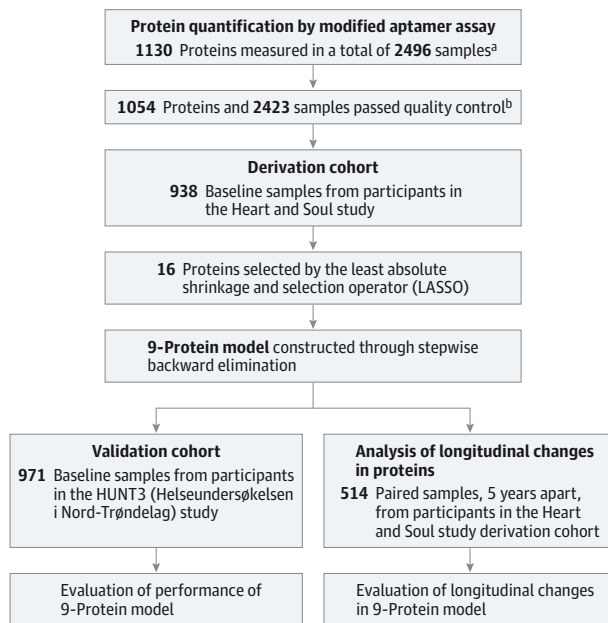 Protein quantification by modified aptamer assay
1130 Proteins measured in a total of 2496 samplesa
1054 Proteins and 2423 samples passed quality controlb
Derivation cohort
938 Baseline samples from participants in
the Heart and Soul study
16 Proteins selected by the least absolute
shrinkage and selection operator (LASSO)
9-Protein model constructed through stepwise
backward elimination
Validation cohort
971 Baseline samples from participants
in the HUNT3 (Helseundersøkelsen
i Nord-Trøndelag) study
Analysis of longitudinal changes
in proteins
514 Paired samples, 5 years apart,
from participants in the Heart
and Soul study derivation cohort
Evaluation of performance of
9-Protein model
Evaluation of longitudinal changes
in 9-Protein model